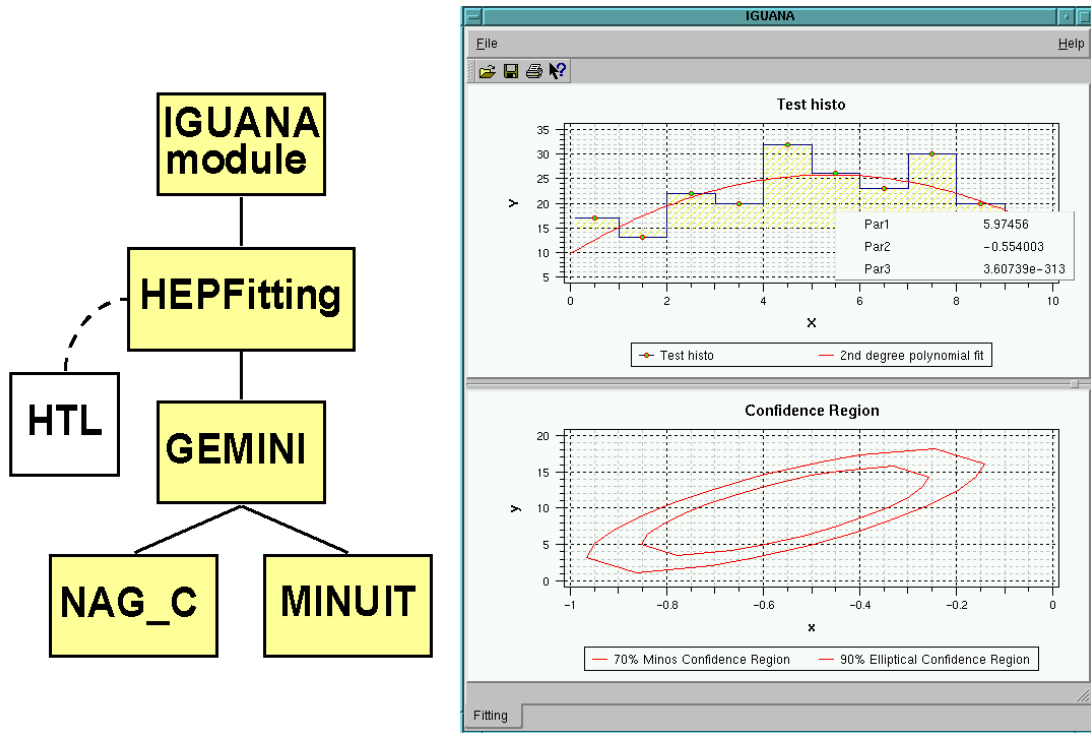 IGUANA
module
HEPFitting
HTL
GEMINI
NAG_C
MINUIT
IGUANA
File
Help
Test histo
Y
35
30
25
20
15
10
5
0
2
4
6
8
10
X
Par1 5.97456
Par2 -0.554003
Par3 3.60739e-313
Test histo
2nd degree polynomial fit
Confidence Region
y
20
15
10
5
0
-1
-0.8
-0.6
-0.4
-0.2
0
x
70% Minos Confidence Region
90% Elliptical Confidence Region
Fitting